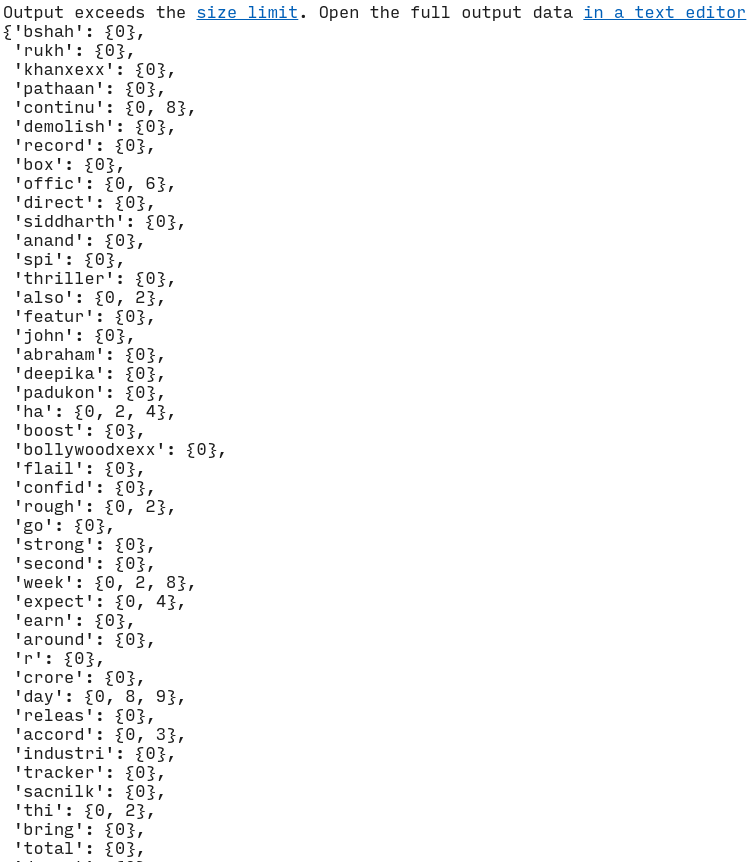 Output exceeds the size limit. Open the full output data in a text editor
{'bshah': {0},
 'rukh': {0},
 'khanxexx': {0},
 'pathaan': {0},
 'continu': {0, 8},
 'demolish': {0},
 'record': {0},
 'box': {0},
 'offic': {0, 6},
 'direct': {0},
 'siddharth': {0},
 'anand': {0},
 'spi': {0},
 'thriller': {0},
 'also': {0, 2},
 'featur': {0},
 'john': {0},
 'abraham': {0},
 'deepika': {0},
 'padukon': {0},
 'ha': {0, 2, 4},
 'boost': {0},
 'bollywoodxexx': {0},
 'flail': {0},
 'confid': {0},
 'rough': {0, 2},
 'go': {0},
 'strong': {0},
 'second': {0},
 'week': {0, 2, 8},
 'expect': {0, 4},
 'earn': {0},
 'around': {0},
 'r': {0},
 'crore': {0},
 'day': {0, 8, 9},
 'releas': {0},
 'accord': {0, 3},
 'industri': {0},
 'tracker': {0},
 'sacnilk': {0},
 'thi': {0, 2},
 'bring': {0},
 'total': {0},